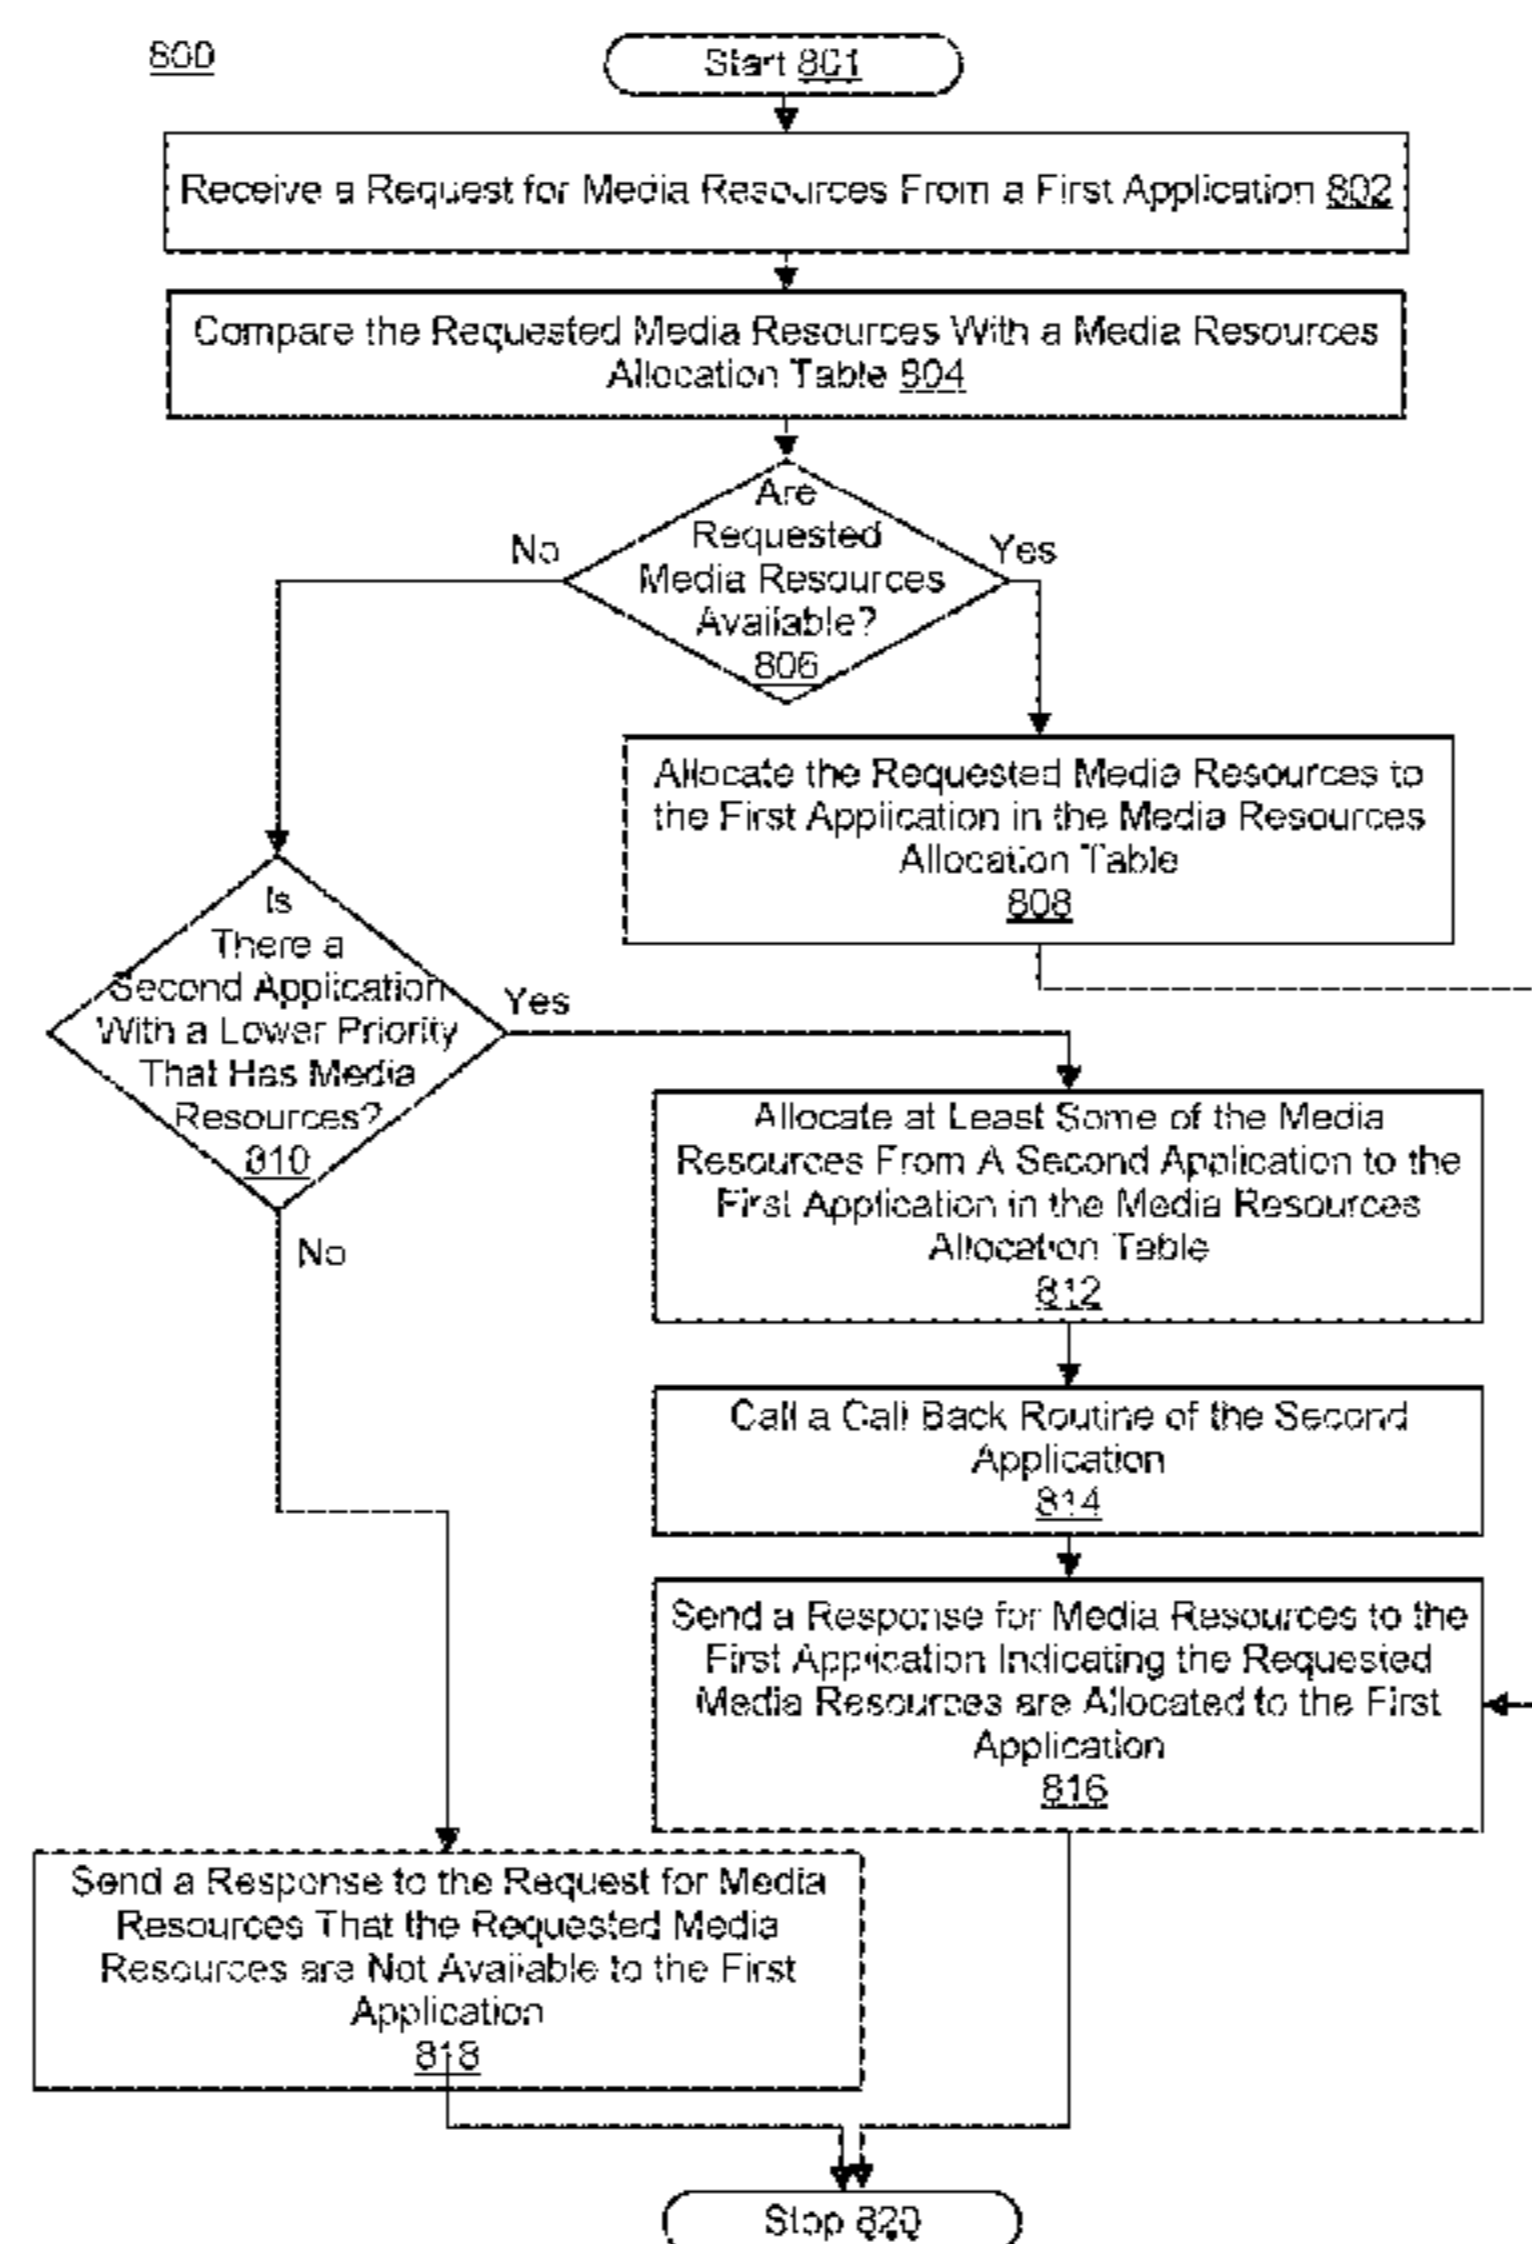 800
Start 801
Receive a Request for Media Resources From a First Application 802
Compare the Requested Media Resources With a Media Resources
Allocation Table 804
Are
Requested
Media Resources
Available?
806
No
Yes
Allocate the Requested Media Resources to
the First Application in the Media Resources
Allocation Table
808
Is
There a
Second Application
With a Lower Priority
That Has Media
Resources?
810
Yes
No
Allocate at Least Some of the Media
Resources From A Second Application to the
First Application in the Media Resources
Allocation Table
812
Call a Call Back Routine of the Second
Application
814
Send a Response for Media Resources to the
First Application Indicating the Requested
Media Resources are Allocated to the First
Application
816
Send a Response to the Request for Media
Resources That the Requested Media
Resources are Not Available to the First
Application
818
Stop 820